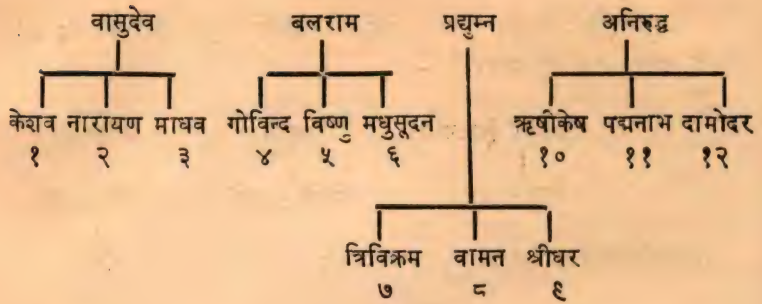 वासुदेव बलराम प्रद्युम्न अनिरुद्ध
केशव नारायण माधव गोविन्द विष्णु मधुसूदन ऋषीकेष पद्मनाभ दामोदर
१ २ ३ ४ ५ ६ १० ११ १२
त्रिविक्रम वामन श्रीधर
७ ८ ९